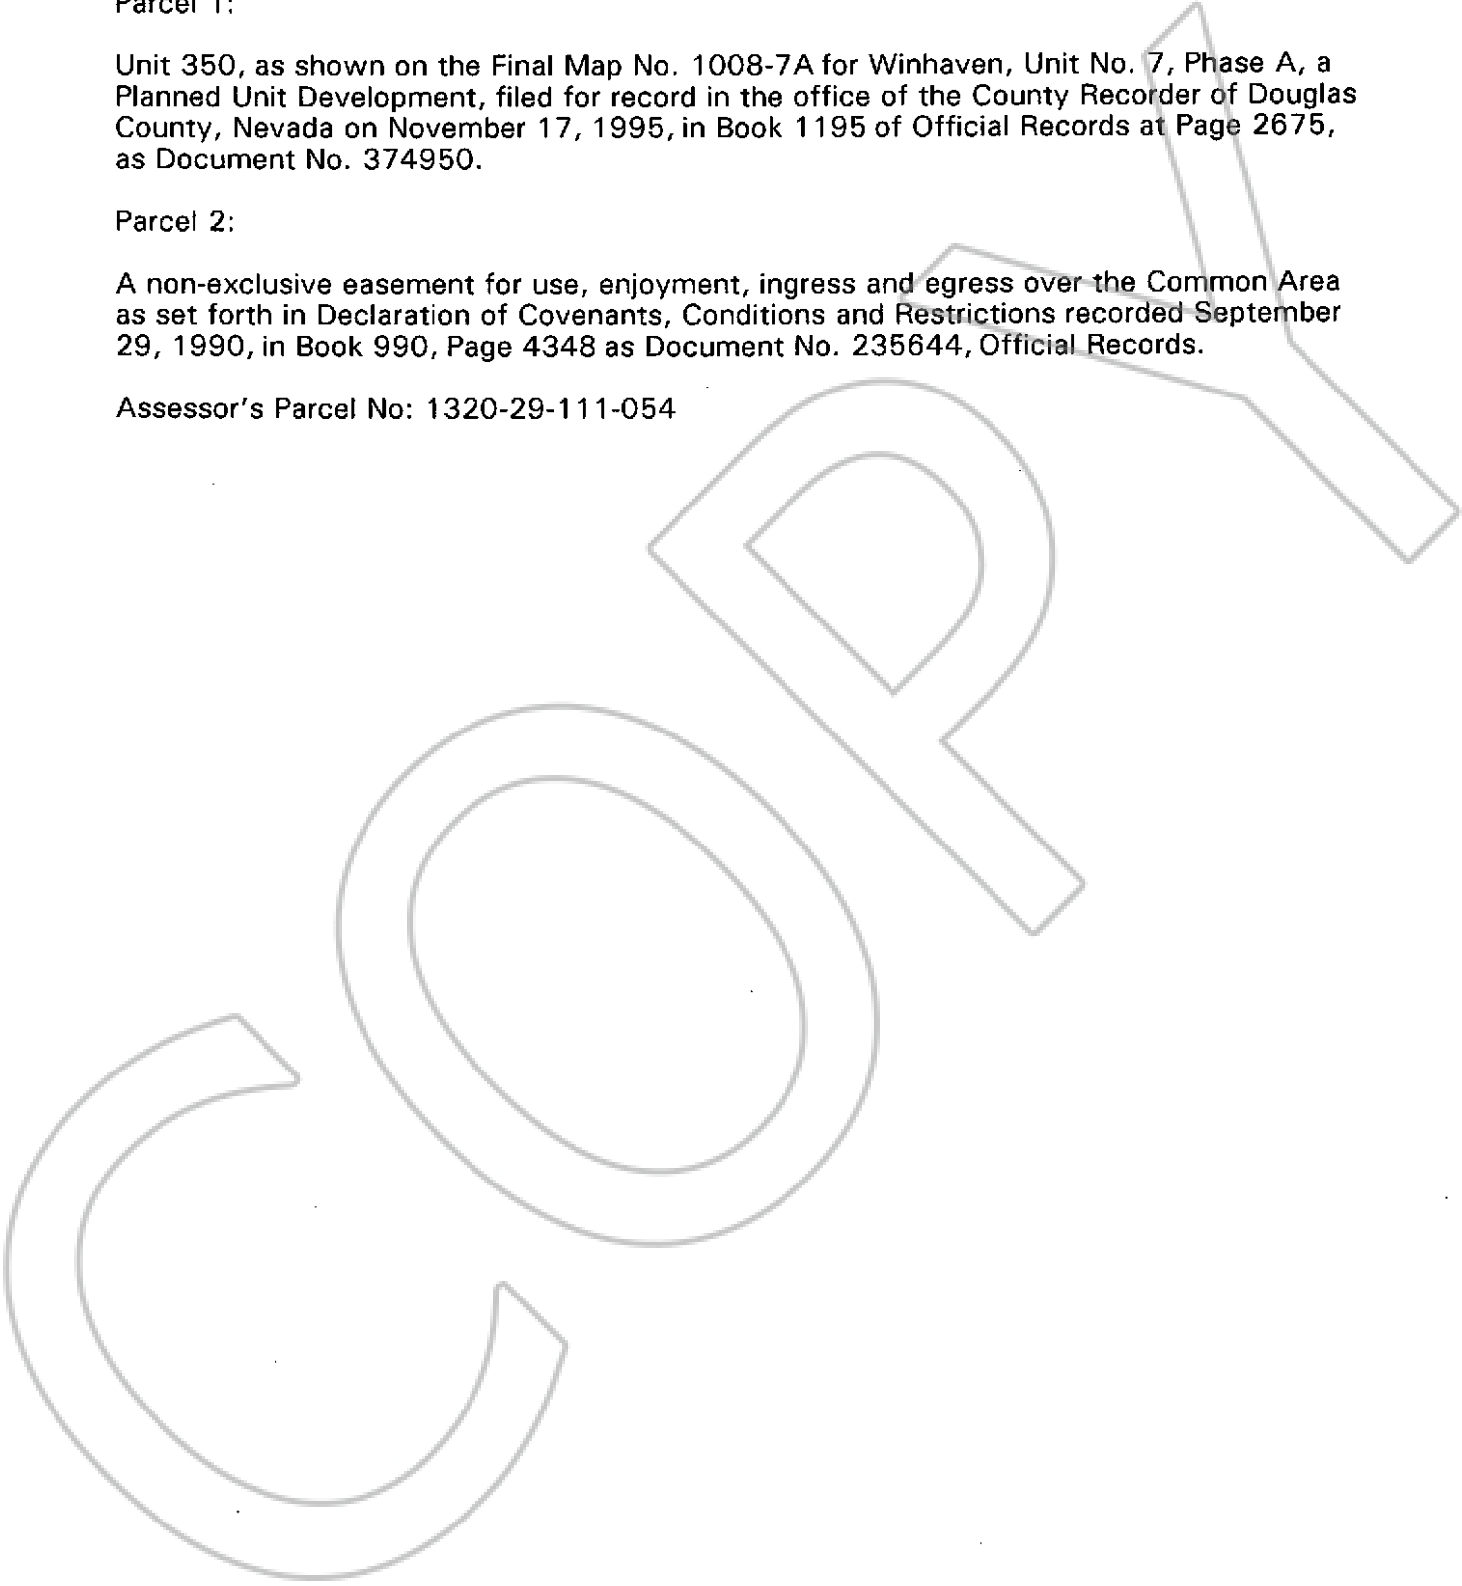 Parcel 1:
Unit 350, as shown on the Final Map No. 1008-7A for Winhaven, Unit No. 7, Phase A, a
Planned Unit Development, filed for record in the office of the County Recorder of Douglas
County, Nevada on November 17, 1995, in Book 1195 of Official Records at Page 2675,
as Document No. 374950.
Parcel 2:
A non-exclusive easement for use, enjoyment, ingress and egress over the Common Area
as set forth in Declaration of Covenants, Conditions and Restrictions recorded September
29, 1990, in Book 990, Page 4348 as Document No. 235644, Official Records.
Assessor's Parcel No: 1320-29-111-054
COPY